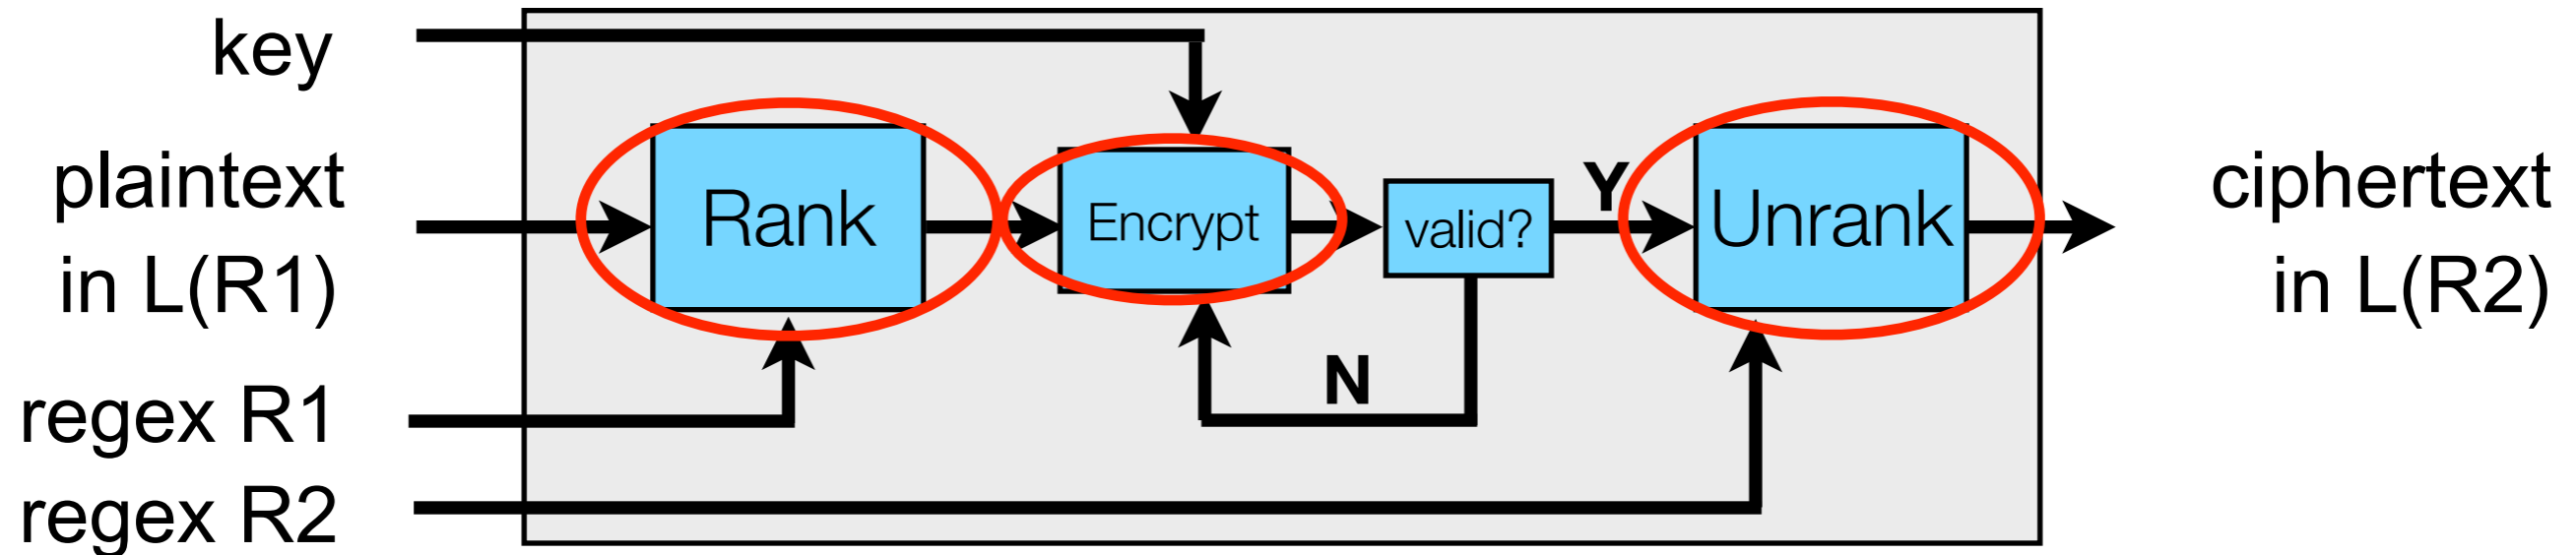 key
plaintext
in L(R1)
regex R1
regex R2
Rank
Encrypt
valid?
Y
N
Unrank
ciphertext
in L(R2)